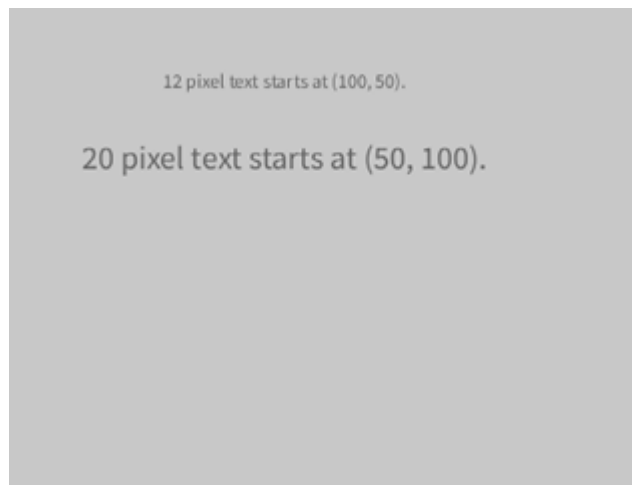 12 pixel text starts at (100, 50).
20 pixel text starts at (50, 100).